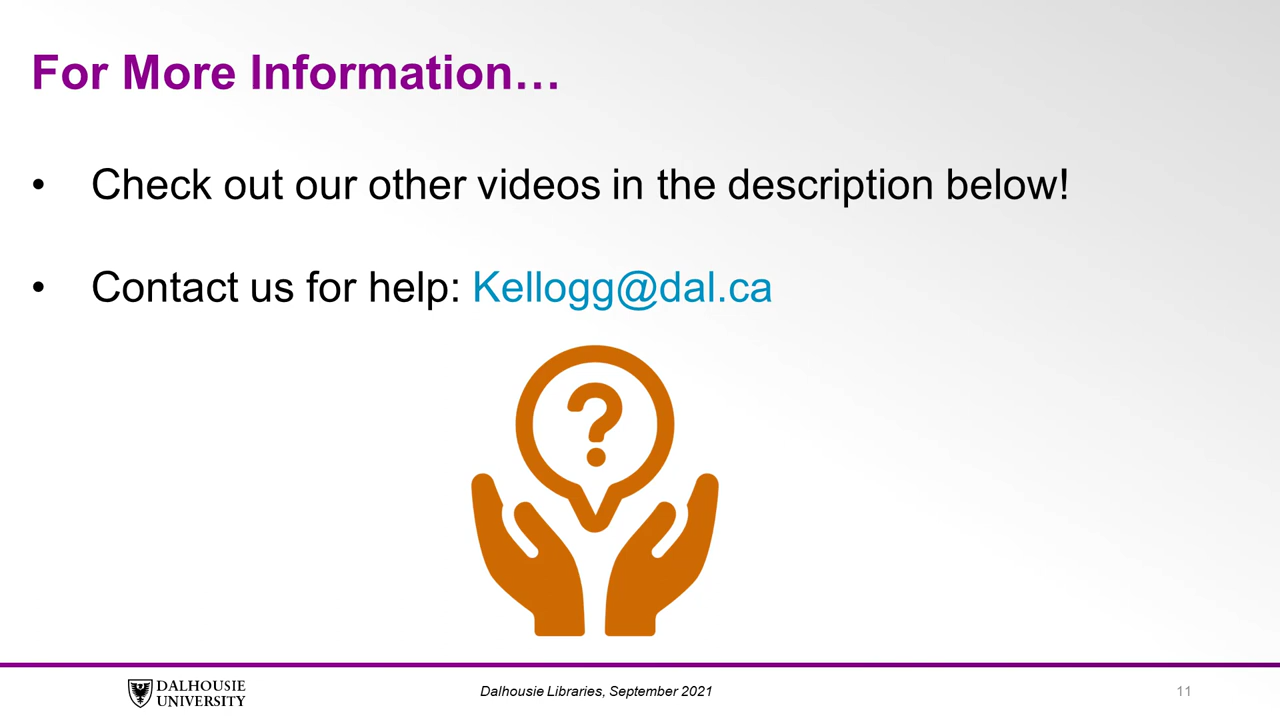 For More Information…
• Check out our other videos in the description below!
• Contact us for help: Kellogg@dal.ca
?
DALHOUSIE
UNIVERSITY
Dalhousie Libraries, September 2021
11